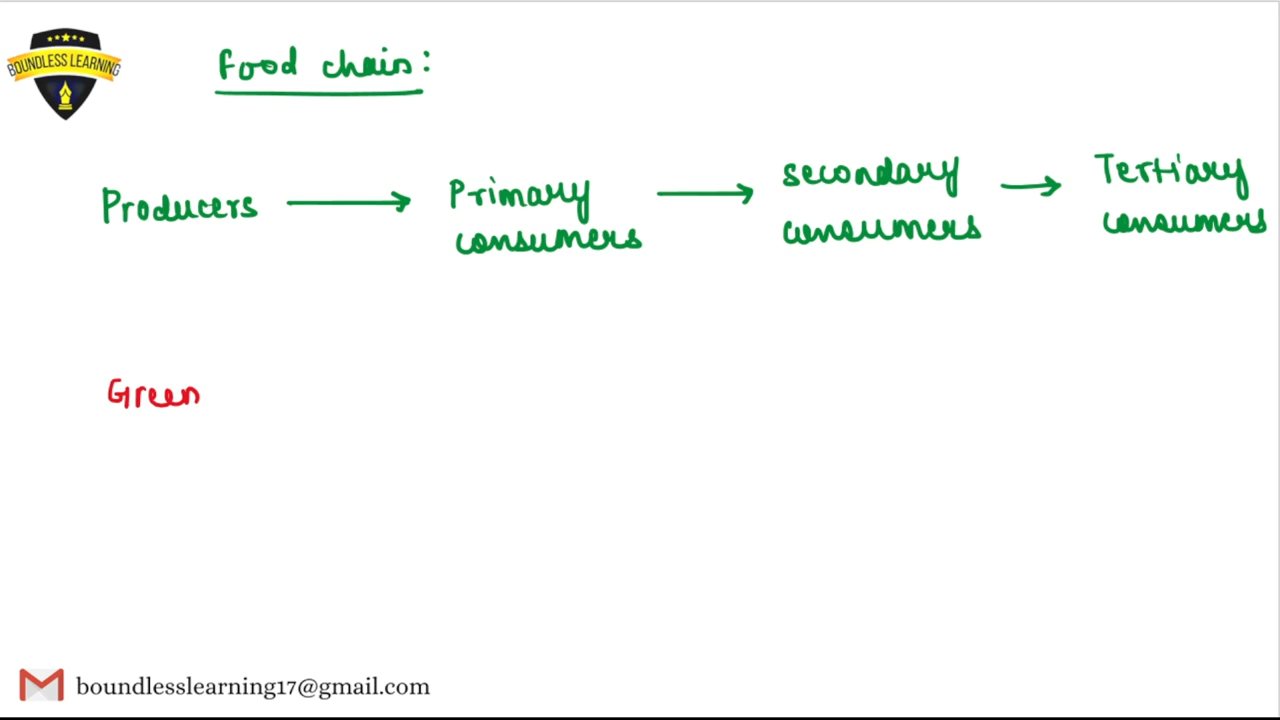 BOUNDLESS LEARNING
Food chain:
Producers → Primary consumers → secondary consumers → Tertiary consumers
Green
boundlesslearning17@gmail.com